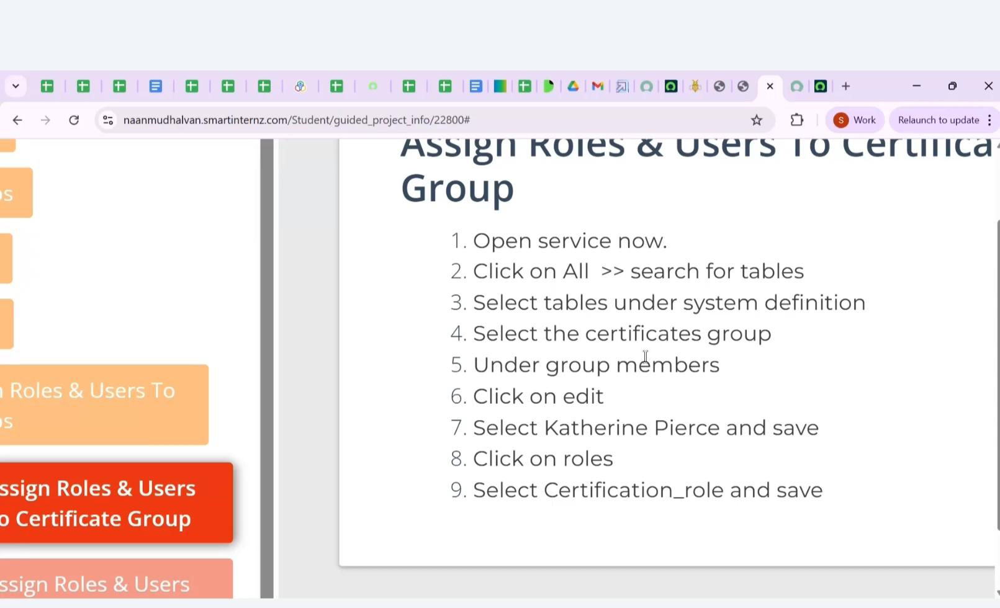 naanmudhalvan.smartinternz.com/Student/guided_project_info/22800#
S Work
Relaunch to update
Assign Roles & Users To Certifica
Group
1. Open service now.
2. Click on All >> search for tables
3. Select tables under system definition
4. Select the certificates group
5. Under group members
6. Click on edit
7. Select Katherine Pierce and save
8. Click on roles
9. Select Certification_role and save
Roles & Users To
ssign Roles & Users
o Certificate Group
ssign Roles & Users